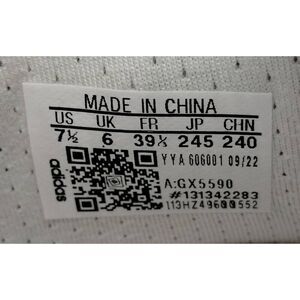 MADE IN CHINA
US UK FR JP CHN
7½ 6 39⅓ 245 240
YYA 606001 09/22
A:GX5590
#131342283
113HZ49600552
adidas